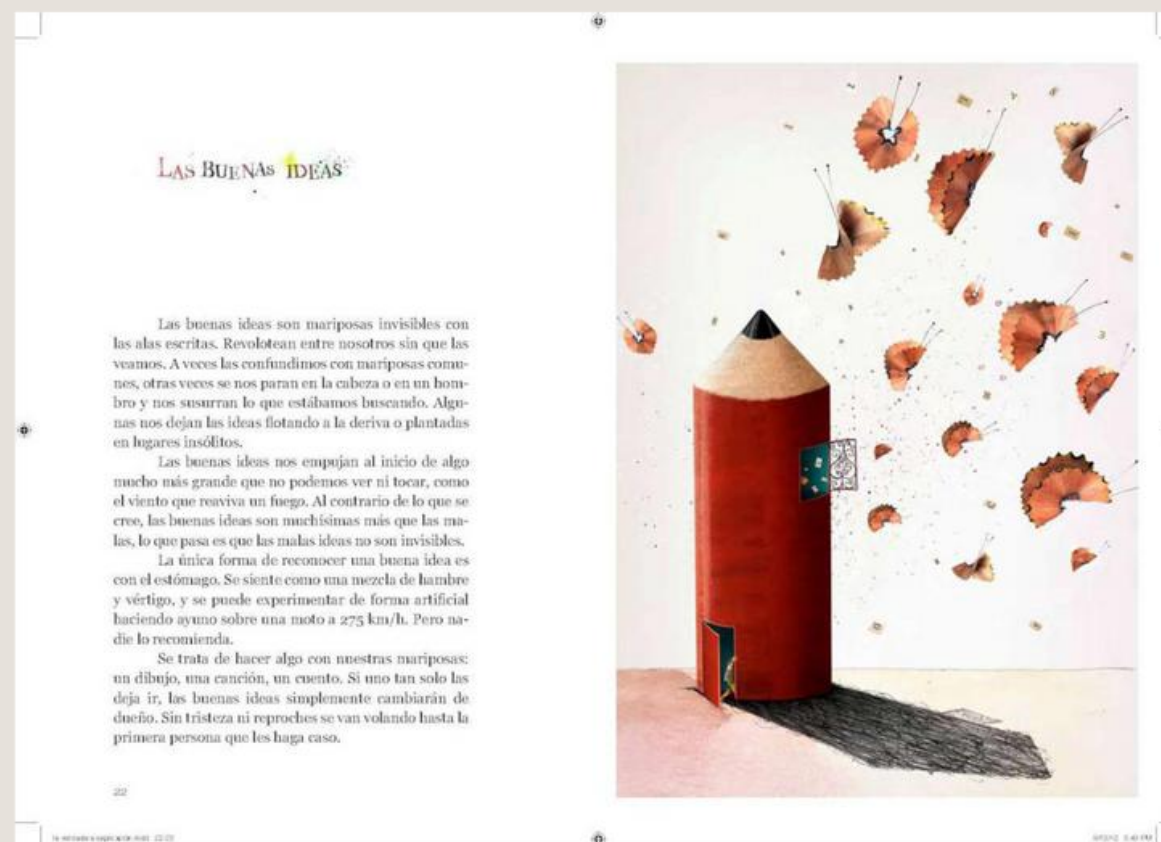 LAS BUENAS IDEAS
Las buenas ideas son mariposas invisibles con
las alas escritas. Revolotean entre nosotros sin que las
veamos. A veces las confundimos con mariposas comu-
nes, otras veces se nos paran en la cabeza o en un hom-
bro y nos susurran lo que estábamos buscando. Algu-
nas nos dejan las ideas flotando a la deriva o plantadas
en lugares insólitos.
Las buenas ideas nos empujan al inicio de algo
mucho más grande que no podemos ver ni tocar, como
el viento que reaviva un fuego. Al contrario de lo que se
cree, las buenas ideas son muchísimas más que las ma-
las, lo que pasa es que las malas ideas no son invisibles.
La única forma de reconocer una buena idea es
con el estómago. Se siente como una mezcla de hambre
y vértigo, y se puede experimentar de forma artificial
haciendo ayuno sobre una moto a 275 km/h. Pero na-
die lo recomienda.
Se trata de hacer algo con nuestras mariposas:
un dibujo, una canción, un cuento. Si uno tan solo las
deja ir, las buenas ideas simplemente cambiarán de
dueño. Sin tristeza ni reproches se van volando hasta la
primera persona que les haga caso.
22